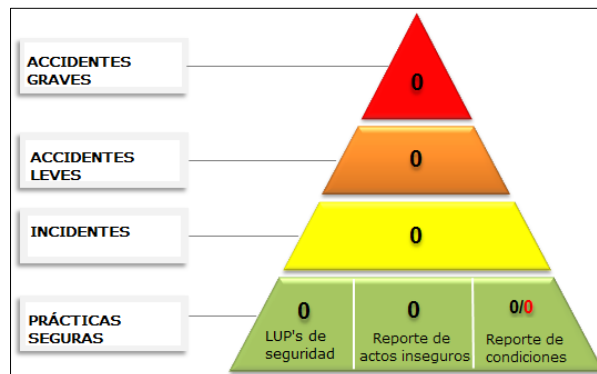 ACCIDENTES
GRAVES
0
ACCIDENTES
LEVES
0
INCIDENTES
0
PRÁCTICAS
SEGURAS
0
LUP's de
seguridad
0
Reporte de
actos inseguros
0/0
Reporte de
condiciones